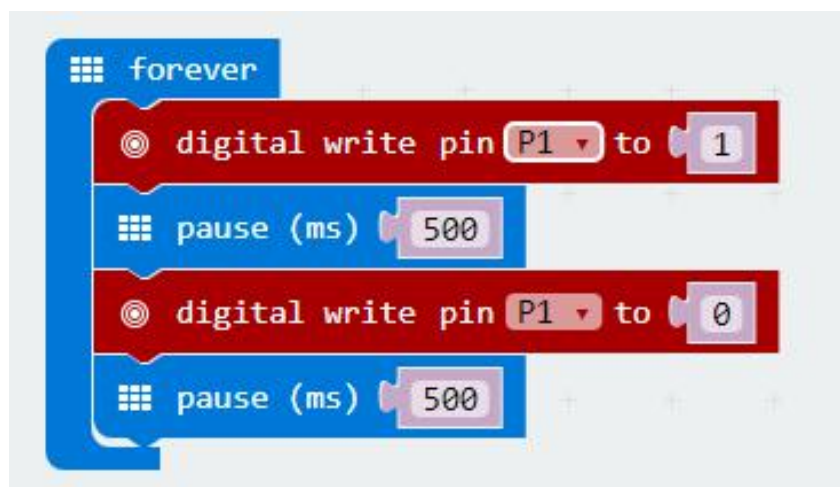 forever
digital write pin P1 to 1
pause (ms) 500
digital write pin P1 to 0
pause (ms) 500